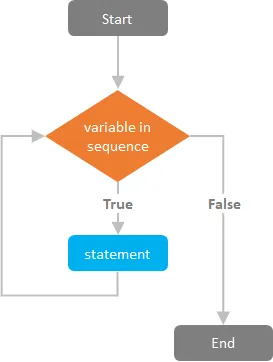 Start
variable in
sequence
True
False
statement
End